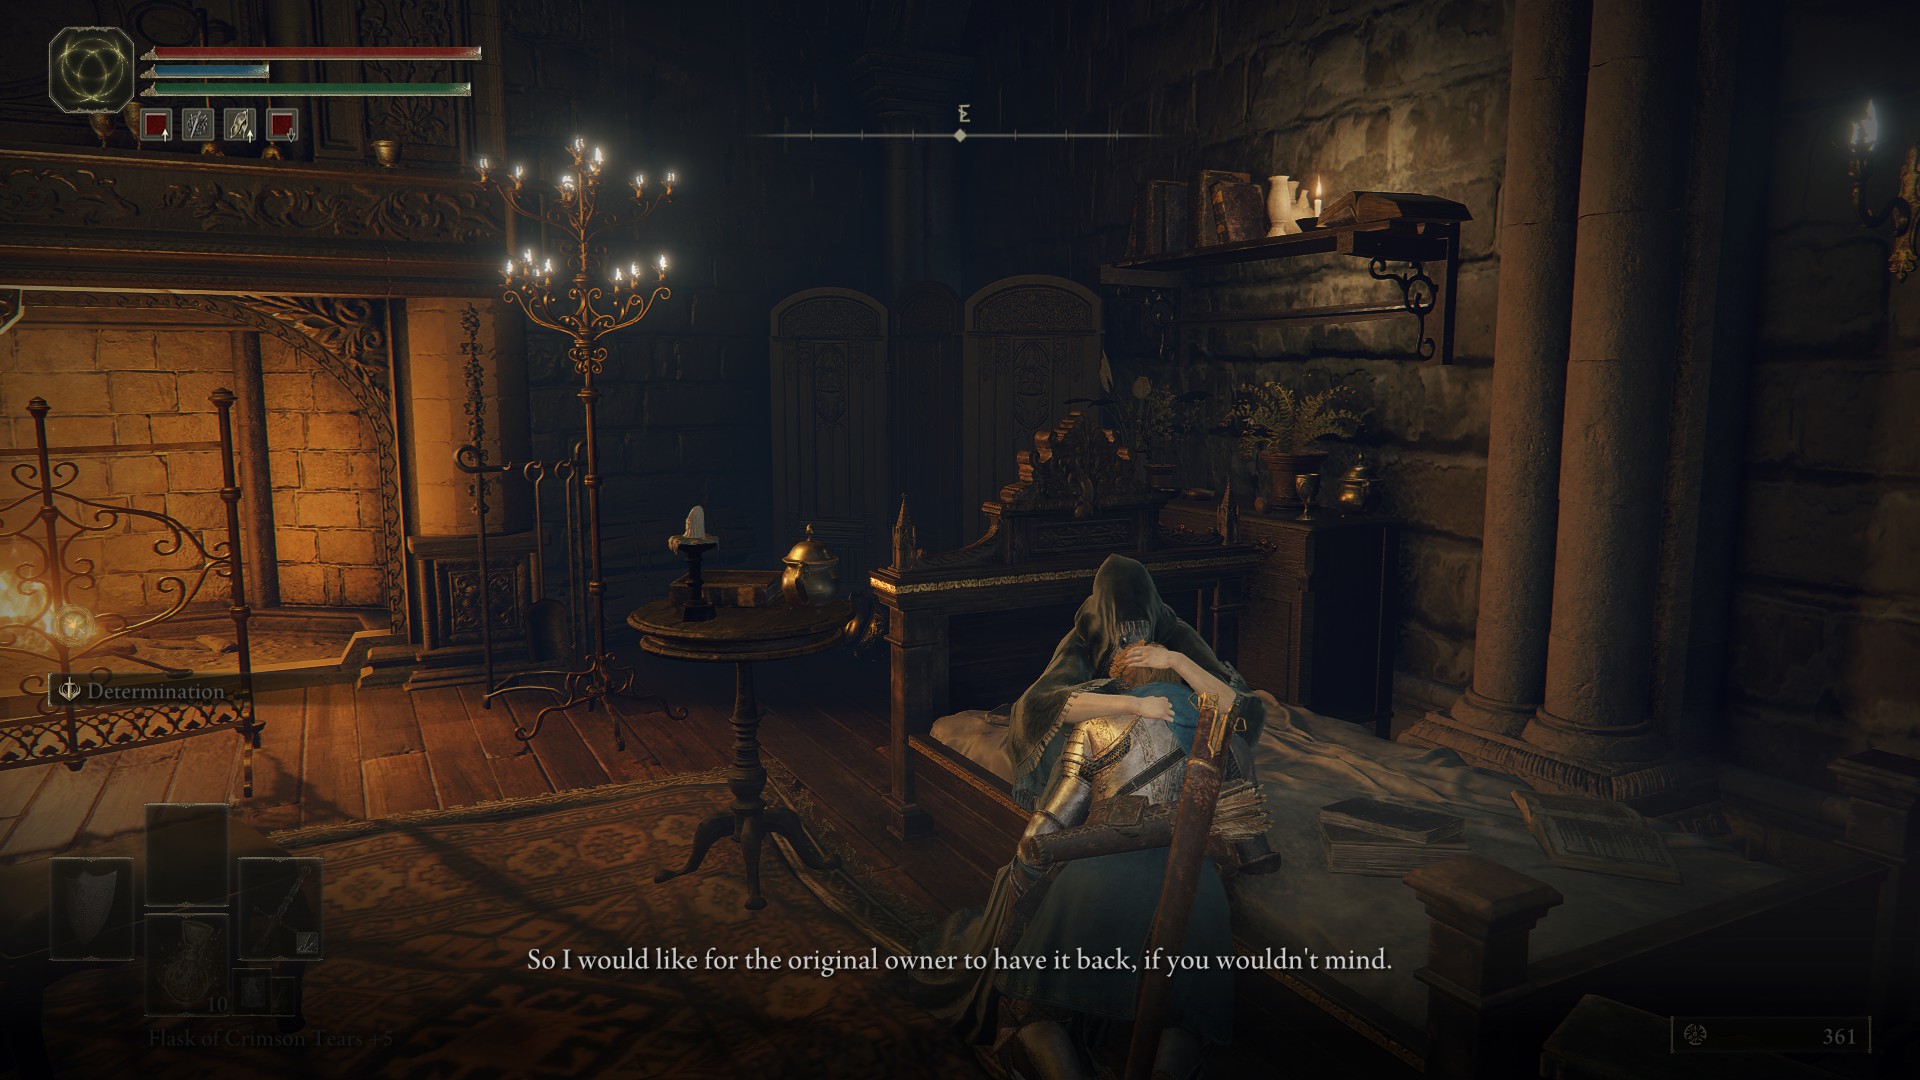 E
Determination
So I would like for the original owner to have it back, if you wouldn't mind.
10
Flask of Crimson Tears +5
361